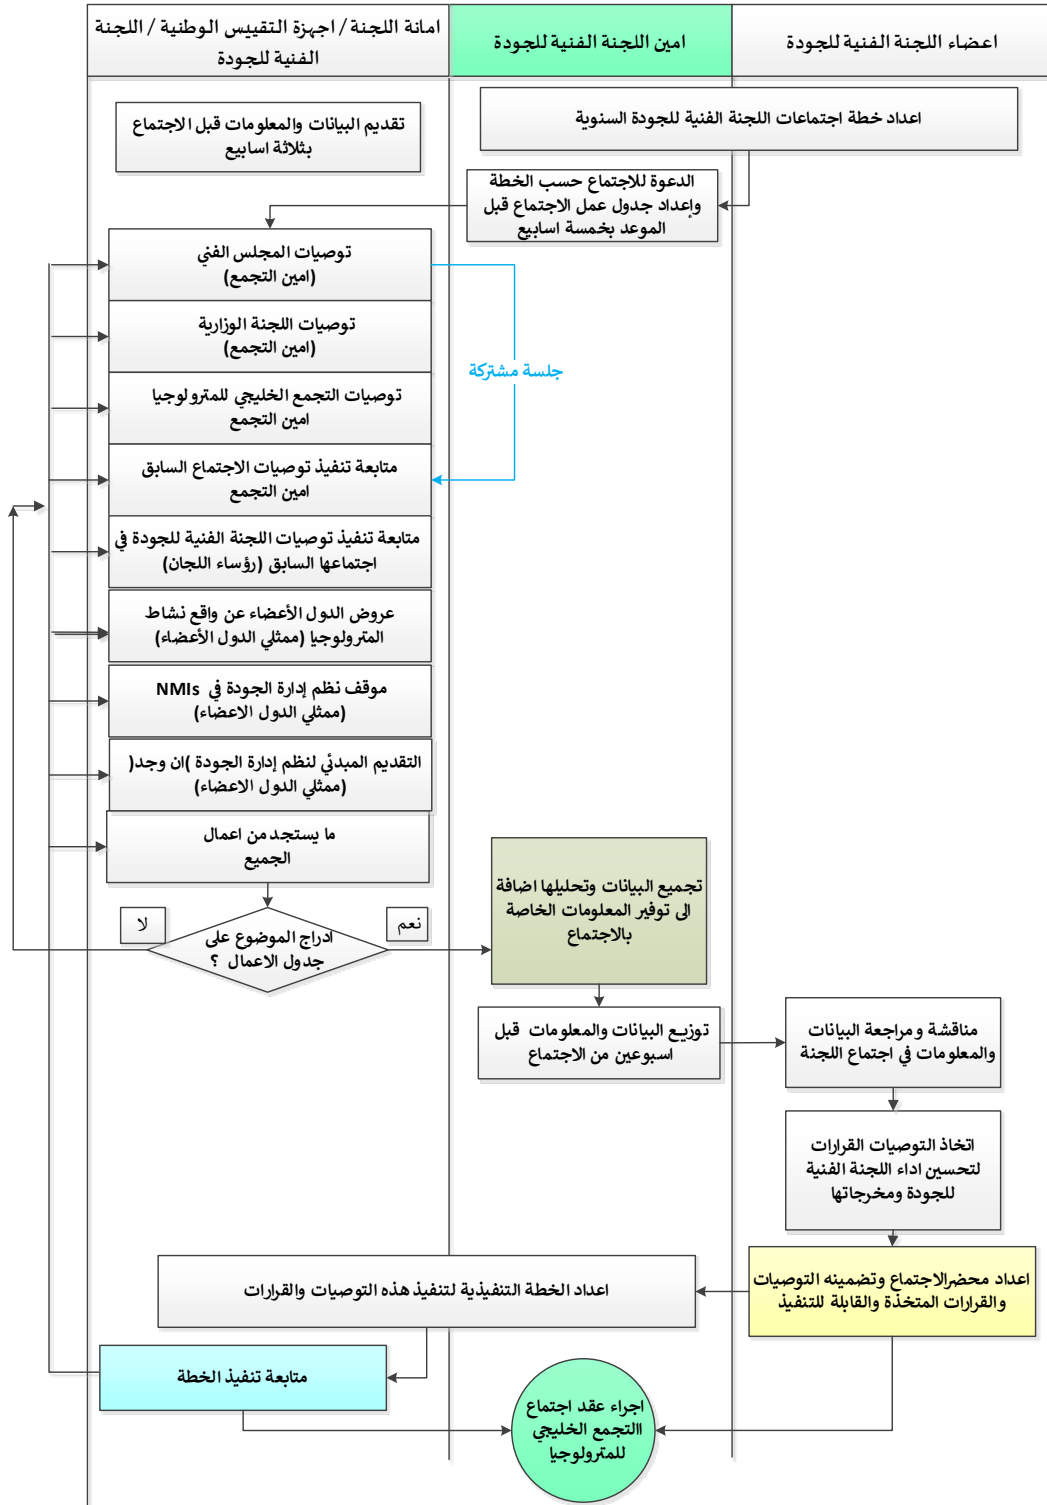 اعضاء اللجنة الفنية للجودة
امين اللجنة الفنية للجودة
امانة اللجنة / اجهزة التقييس الوطنية / اللجنة
الفنية للجودة
اعداد خطة اجتماعات اللجنة الفنية للجودة السنوية
تقديم البيانات والمعلومات قبل الاجتماع
بثلاثة اسابيع
الدعوة للاجتماع حسب الخطة
وإعداد جدول عمل الاجتماع قبل
الموعد بخمسة اسابيع
توصيات المجلس الفني
(امين التجمع)
توصيات اللجنة الوزارية
(امين التجمع)
جلسة مشتركة
توصيات التجمع الخليجي للمترولوجيا
امين التجمع
متابعة تنفيذ توصيات الاجتماع السابق
امين التجمع
متابعة تنفيذ توصيات اللجنة الفنية للجودة في
اجتماعها السابق (رؤساء اللجان)
عروض الدول الأعضاء عن واقع نشاط
المترولوجيا (ممثلي الدول الأعضاء)
موقف نظم إدارة الجودة في NMIs
(ممثلي الدول الاعضاء)
التقديم المبدئي لنظم إدارة الجودة )ان وجد(
(ممثلي الدول الاعضاء)
ما يستجد من اعمال
الجميع
تجميع البيانات وتحليلها اضافة
الى توفير المعلومات الخاصة
بالاجتماع
نعم
لا
ادراج الموضوع على
جدول الاعمال ؟
توزيع البيانات والمعلومات قبل
اسبوعين من الاجتماع
مناقشة ومراجعة البيانات
والمعلومات في اجتماع اللجنة
اتخاذ التوصيات القرارات
لتحسين اداء اللجنة الفنية
للجودة ومخرجاتها
اعداد محضرالاجتماع وتضمينه التوصيات
والقرارات المتخذة والقابلة للتنفيذ
اعداد الخطة التنفيذية لتنفيذ هذه التوصيات والقرارات
متابعة تنفيذ الخطة
اجراء عقد اجتماع
االتجمع الخليجي
للمترولوجيا